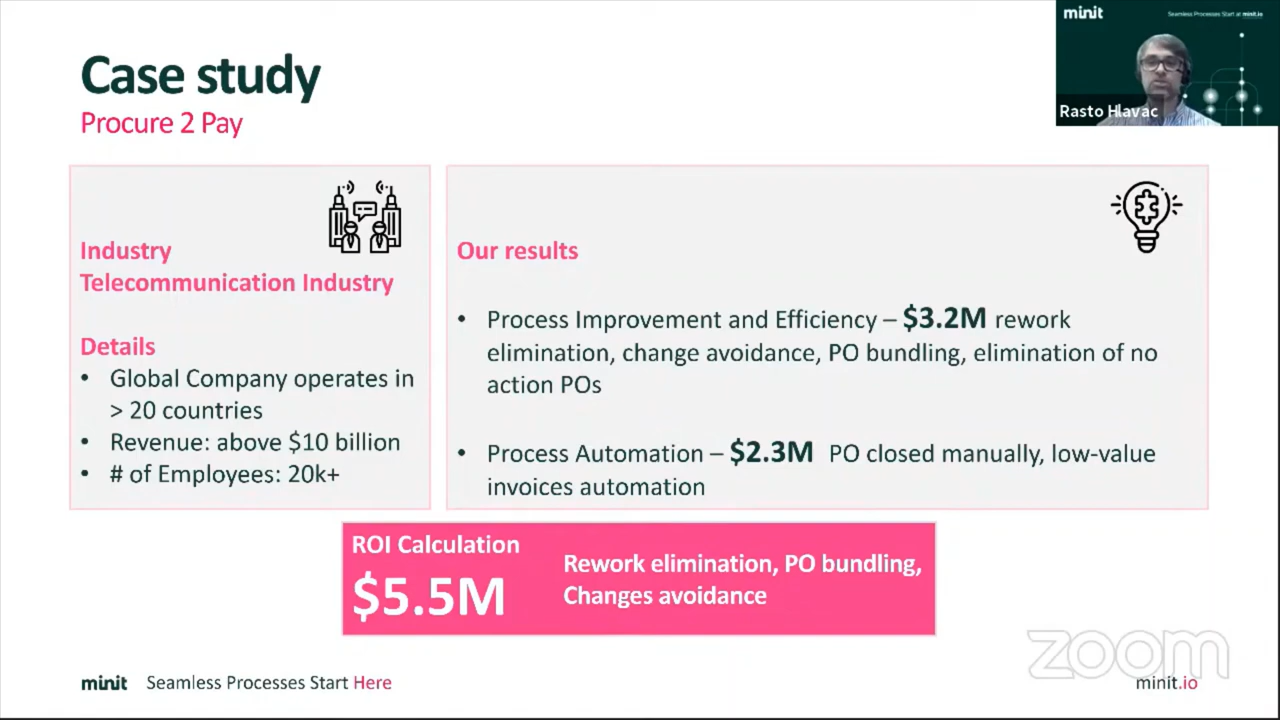 Case study
Procure 2 Pay
minit
Seamless Processes Start at minit.io
Rasto Hlavac
Industry
Telecommunication Industry
Details
• Global Company operates in
> 20 countries
• Revenue: above $10 billion
• # of Employees: 20k+
Our results
• Process Improvement and Efficiency – $3.2M rework
elimination, change avoidance, PO bundling, elimination of no
action POs
• Process Automation – $2.3M PO closed manually, low-value
invoices automation
ROI Calculation
$5.5M
Rework elimination, PO bundling,
Changes avoidance
zoom
minit Seamless Processes Start Here
minit.io